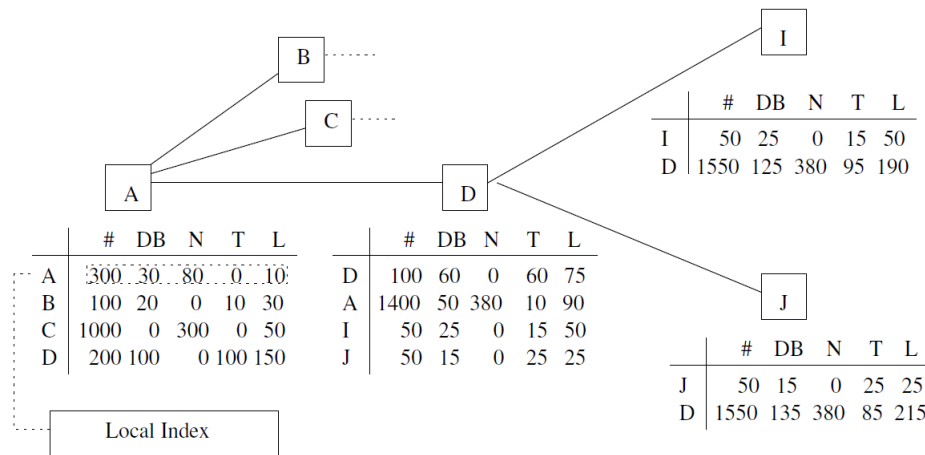 B
I
C
A
D
J
# DB N T L
A 300 30 80 0 10
B 100 20 0 10 30
C 1000 0 300 0 50
D 200 100 0 100 150
# DB N T L
D 100 60 0 60 75
A 1400 50 380 10 90
I 50 25 0 15 50
J 50 15 0 25 25
# DB N T L
I 50 25 0 15 50
D 1550 125 380 95 190
# DB N T L
J 50 15 0 25 25
D 1550 135 380 85 215
Local Index